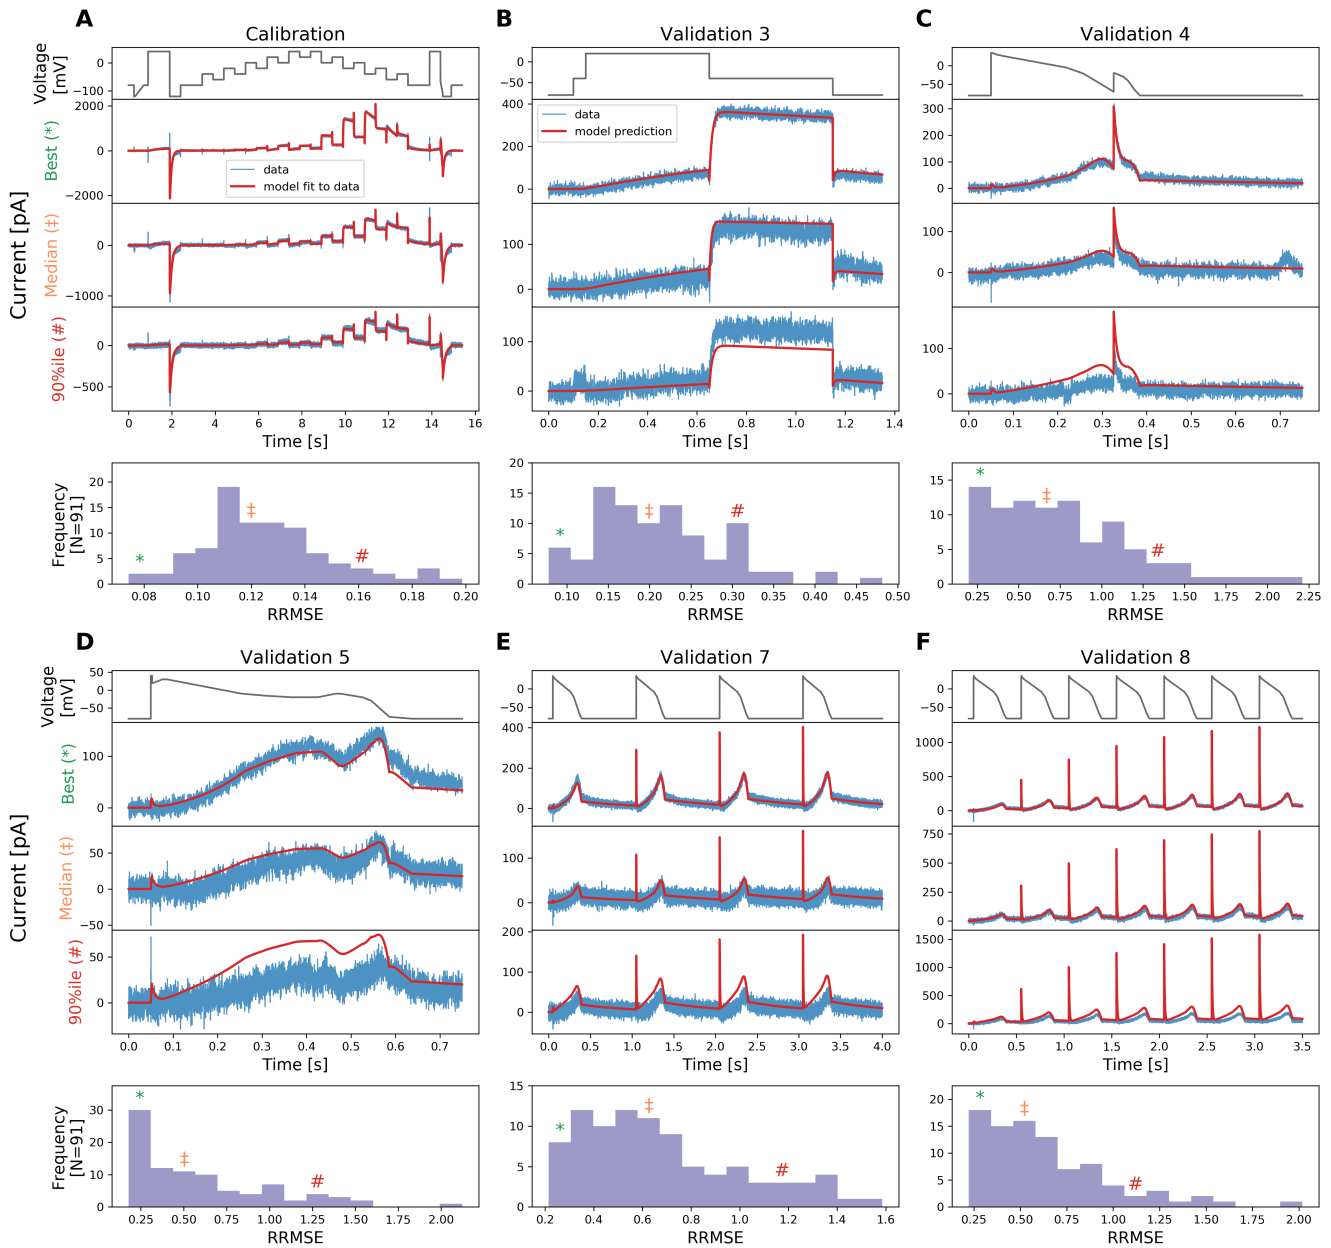 A
Calibration
Voltage
[mV]
0
−100
Current [pA]
Best (*)
2000
0
−2000
data
model fit to data
Median (‡)
0
−1000
90%ile (#)
0
−500
0 2 4 6 8 10 12 14 16
Time [s]
Frequency
[N=91]
20
15
10
5
0
*
‡
#
0.08 0.10 0.12 0.14 0.16 0.18 0.20
RRMSE
B
Validation 3
0
−50
400
200
0
data
model prediction
100
0
100
0
0.0 0.2 0.4 0.6 0.8 1.0 1.2 1.4
Time [s]
20
15
10
5
0
*
‡
#
0.10 0.15 0.20 0.25 0.30 0.35 0.40 0.45 0.50
RRMSE
C
Validation 4
0
−50
300
200
100
0
100
0
100
0
0.0 0.1 0.2 0.3 0.4 0.5 0.6 0.7
Time [s]
15
10
5
0
*
‡
#
0.25 0.50 0.75 1.00 1.25 1.50 1.75 2.00 2.25
RRMSE
D
Validation 5
Voltage
[mV]
50
0
−50
Current [pA]
Best (*)
100
0
Median (‡)
50
0
−50
90%ile (#)
50
0
0.0 0.1 0.2 0.3 0.4 0.5 0.6 0.7
Time [s]
Frequency
[N=91]
30
20
10
0
*
‡
#
0.25 0.50 0.75 1.00 1.25 1.50 1.75 2.00
RRMSE
E
Validation 7
0
−50
400
200
0
100
0
200
100
0
0.0 0.5 1.0 1.5 2.0 2.5 3.0 3.5 4.0
Time [s]
15
10
5
0
*
‡
#
0.2 0.4 0.6 0.8 1.0 1.2 1.4 1.6
RRMSE
F
Validation 8
0
−50
1000
500
0
750
500
250
0
1500
1000
500
0
0.0 0.5 1.0 1.5 2.0 2.5 3.0 3.5
Time [s]
20
15
10
5
0
*
‡
#
0.25 0.50 0.75 1.00 1.25 1.50 1.75 2.00
RRMSE